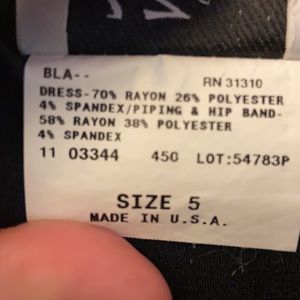 BLA-- RN 31310
DRESS-70% RAYON 26% POLYESTER
4% SPANDEX/PIPING & HIP BAND-
58% RAYON 38% POLYESTER
4% SPANDEX
11 03344 450 LOT:54783P
SIZE 5
MADE IN U.S.A.